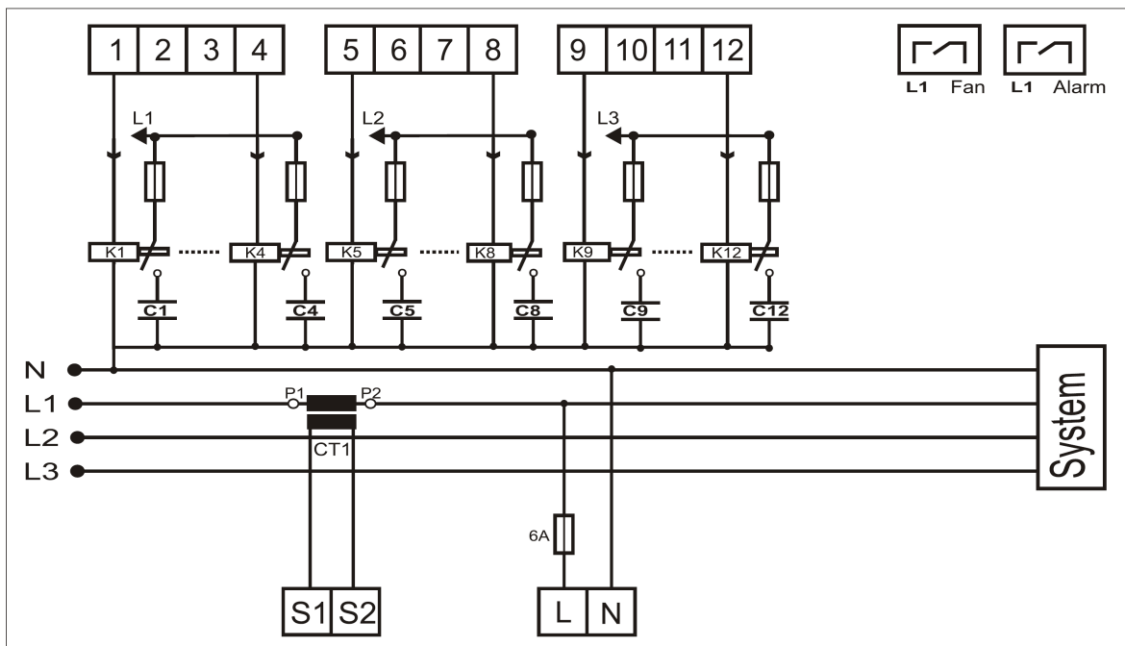 1 2 3 4 5 6 7 8 9 10 11 12
L1 Fan L1 Alarm
L1 L2 L3
K1 K4 K5 K8 K9 K12
C1 C4 C5 C8 C9 C12
N
L1 P1 P2
L2 CT1
L3
System
6A
S1 S2 L N